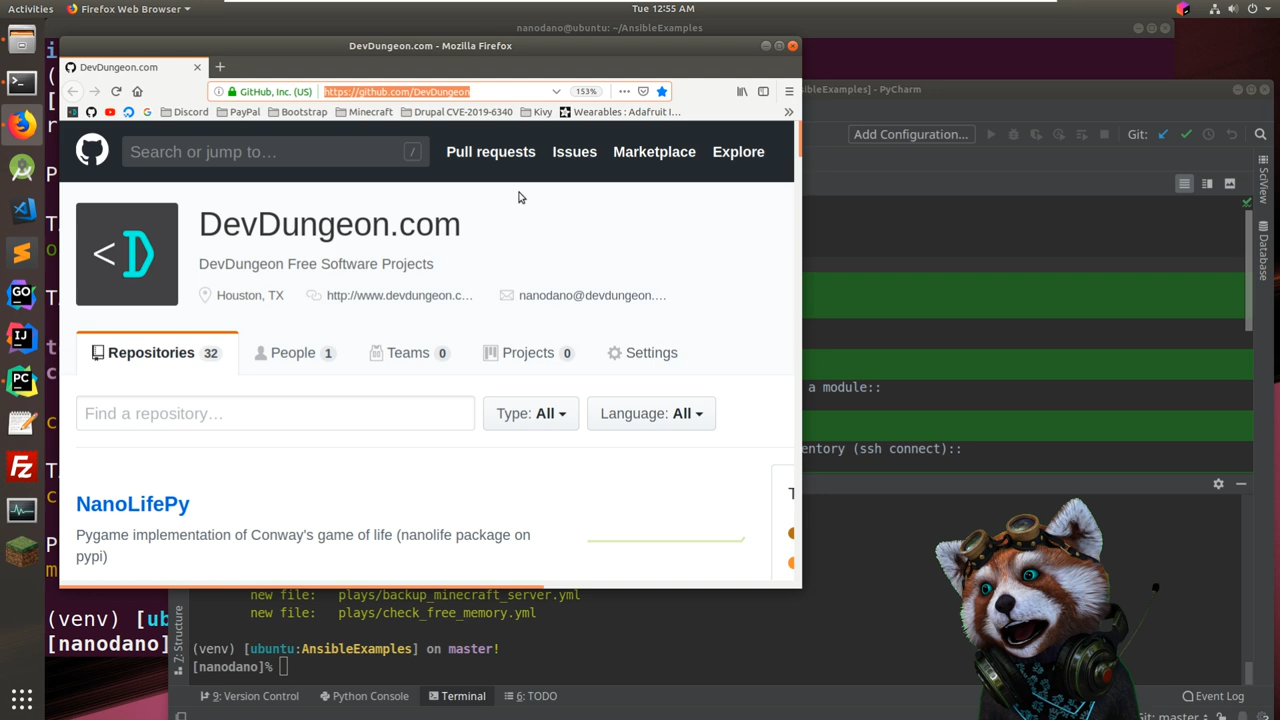 Activities
Firefox Web Browser
Tue 12:55 AM
nanodano@ubuntu: ~/AnsibleExamples
DevDungeon.com - Mozilla Firefox
DevDungeon.com
GitHub, Inc. (US)
https://github.com/DevDungeon
153%
Discord
PayPal
Bootstrap
Minecraft
Drupal CVE-2019-6340
Kivy
Wearables : Adafruit I…
Search or jump to…
/
Pull requests
Issues
Marketplace
Explore
DevDungeon.com
DevDungeon Free Software Projects
Houston, TX
http://www.devdungeon.c…
nanodano@devdungeon.…
Repositories 32
People 1
Teams 0
Projects 0
Settings
Find a repository…
Type: All
Language: All
NanoLifePy
Pygame implementation of Conway's game of life (nanolife package on
pypi)
ibleExamples] - PyCharm
Add Configuration...
Git:
SciView
Database
a module::
entory (ssh connect)::
new file: plays/backup_minecraft_server.yml
new file: plays/check_free_memory.yml
(venv) [ubuntu:AnsibleExamples] on master!
[nanodano]%
(venv) [ub
[nanodano]
Z: Structure
9: Version Control
Python Console
Terminal
6: TODO
Event Log
Git: master